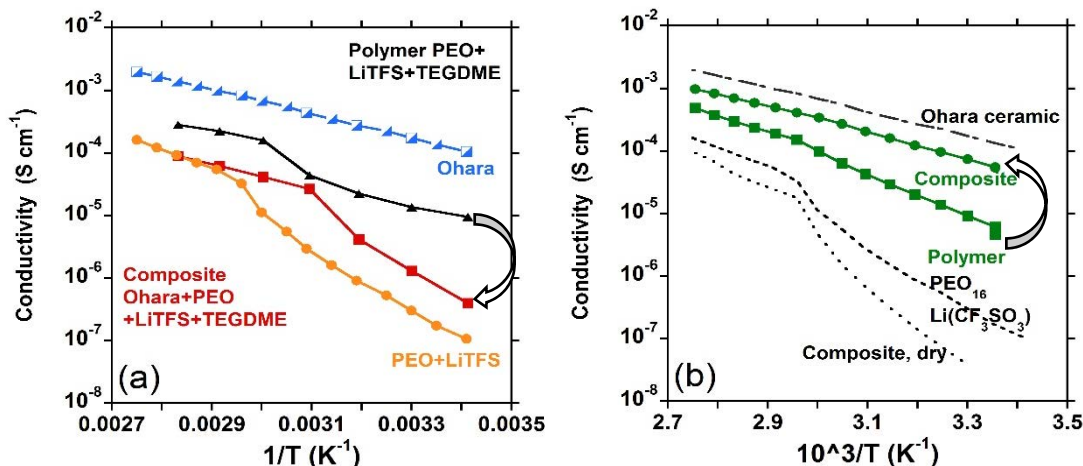 10^-2
10^-3
10^-4
10^-5
10^-6
10^-7
10^-8
Conductivity (S cm^-1)
Polymer PEO+
LiTFS+TEGDME
Ohara
Composite
Ohara+PEO
+LiTFS+TEGDME
PEO+LiTFS
(a)
0.0027 0.0029 0.0031 0.0033 0.0035
1/T (K^-1)
10^-2
10^-3
10^-4
10^-5
10^-6
10^-7
10^-8
Conductivity (S cm^-1)
Ohara ceramic
Composite
Polymer
PEO_16
Li(CF_3SO_3)
Composite, dry
(b)
2.7 2.9 3.1 3.3 3.5
10^3/T (K^-1)